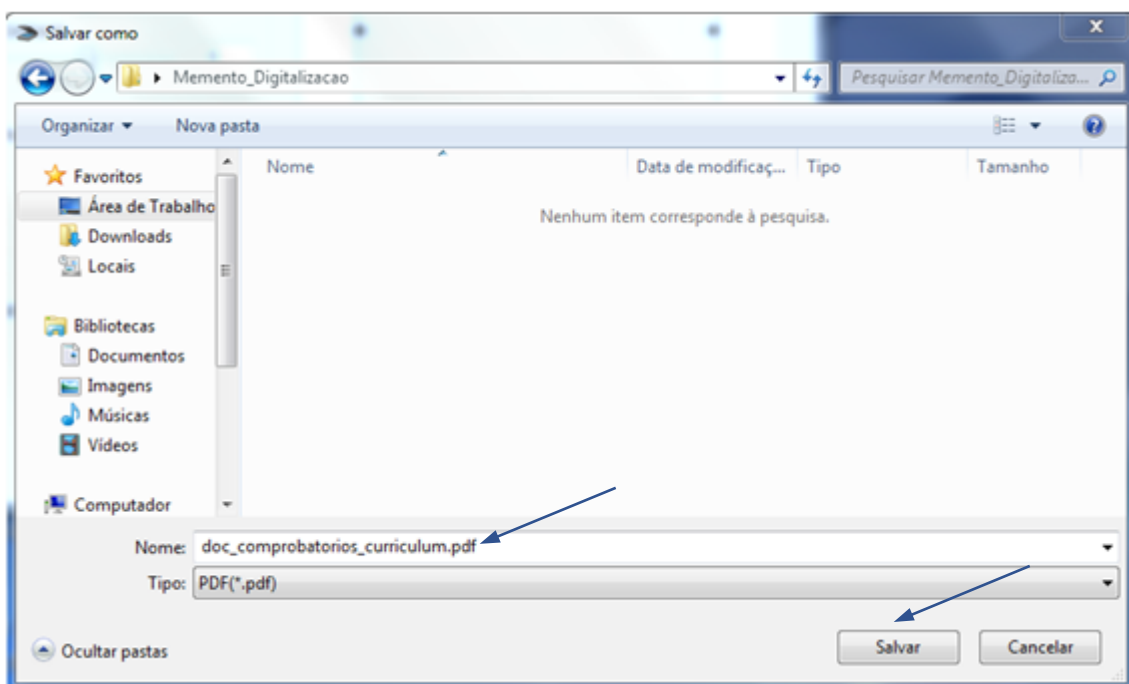 Salvar como
Memento_Digitalizacao
Pesquisar Memento_Digitaliza...
Organizar
Nova pasta
Nome
Data de modificaç...
Tipo
Tamanho
Nenhum item corresponde à pesquisa.
Favoritos
Área de Trabalho
Downloads
Locais
Bibliotecas
Documentos
Imagens
Músicas
Vídeos
Computador
Nome: doc_comprobatorios_curriculum.pdf
Tipo: PDF(*.pdf)
Ocultar pastas
Salvar
Cancelar